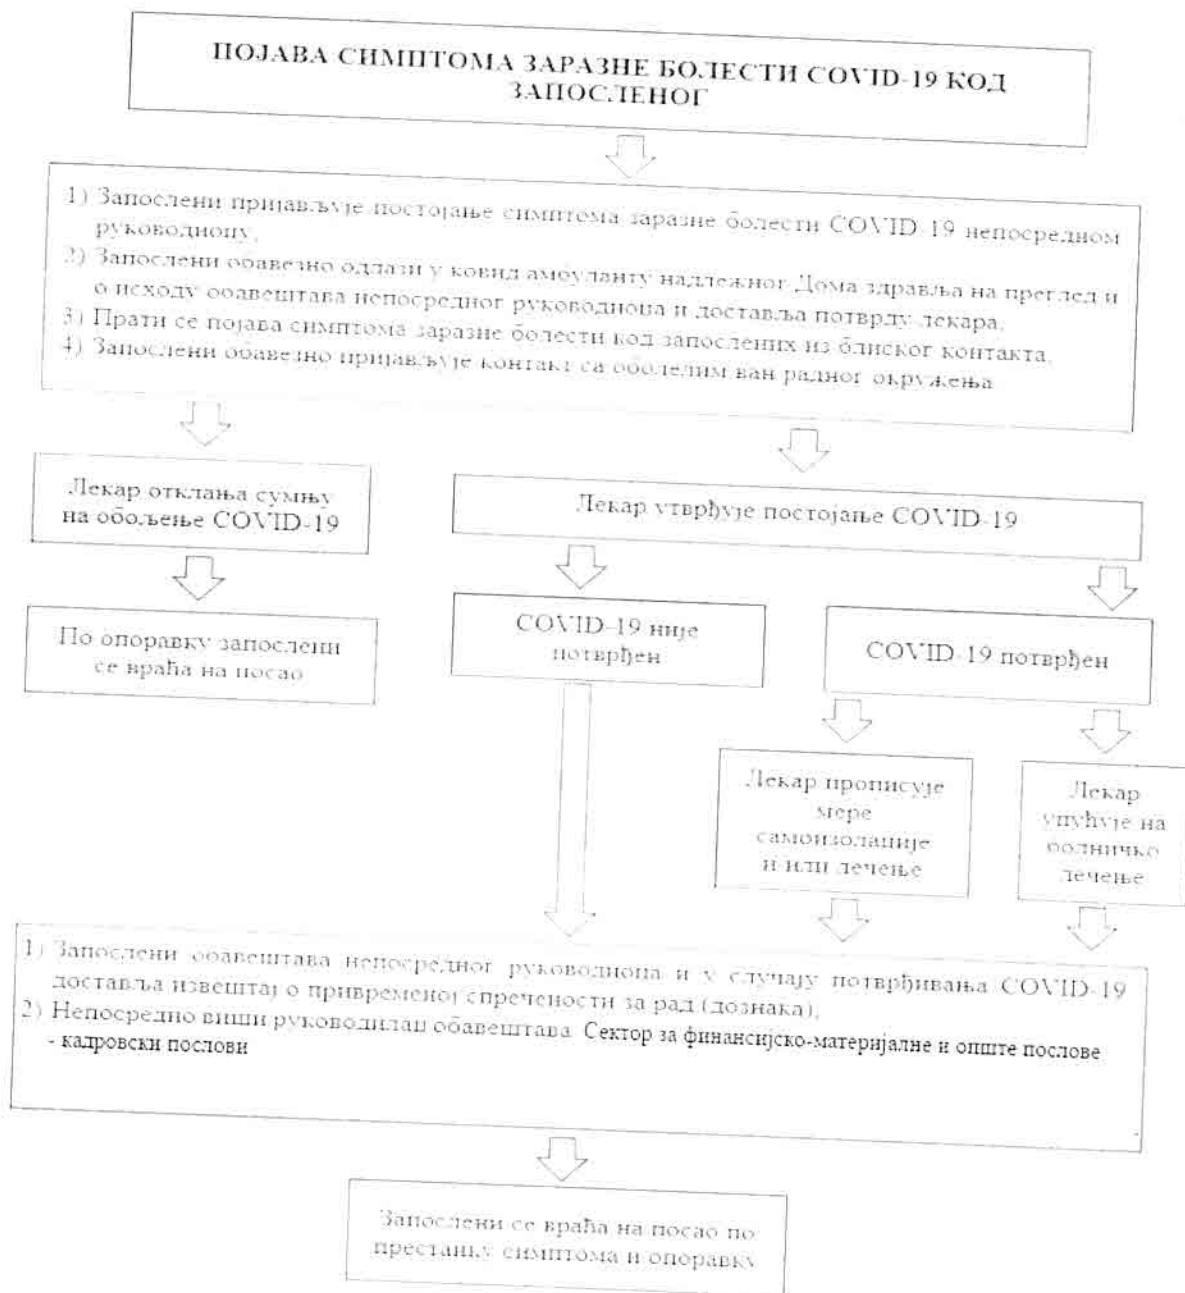 ПОЈАВА СИМПТОМА ЗАРАЗНЕ БОЛЕСТИ COVID-19 КОД
ЗАПОСЛЕНОГ
1) Запослени пријављује постојање симптома заразне болести COVID-19 непосредном
руководиоцу,
2) Запослени обавезно одлази у ковид амбуланту надлежног Дома здравља на преглед и
о исходу обавештава непосредног руководиоца и доставља потврду лекара,
3) Прати се појава симптома заразне болести код запослених из блиског контакта,
4) Запослени обавезно пријављује контакт са оболелим ван радног окружења
Лекар отклања сумњу
на обољење COVID-19
Лекар утврђује постојање COVID-19
По опоравку запослени
се враћа на посао
COVID-19 није
потврђен
COVID-19 потврђен
Лекар прописује
мере
самоизолације
и или лечење
Лекар
упућује на
болничко
лечење
1) Запослени обавештава непосредног руководиоца и у случају потврђивања COVID-19
доставља извештај о привременој спречености за рад (дознака),
2) Непосредно виши руководилац обавештава Сектор за финансијско-материјалне и опште послове
- кадровски послови
Запослени се враћа на посао по
престанку симптома и опоравку